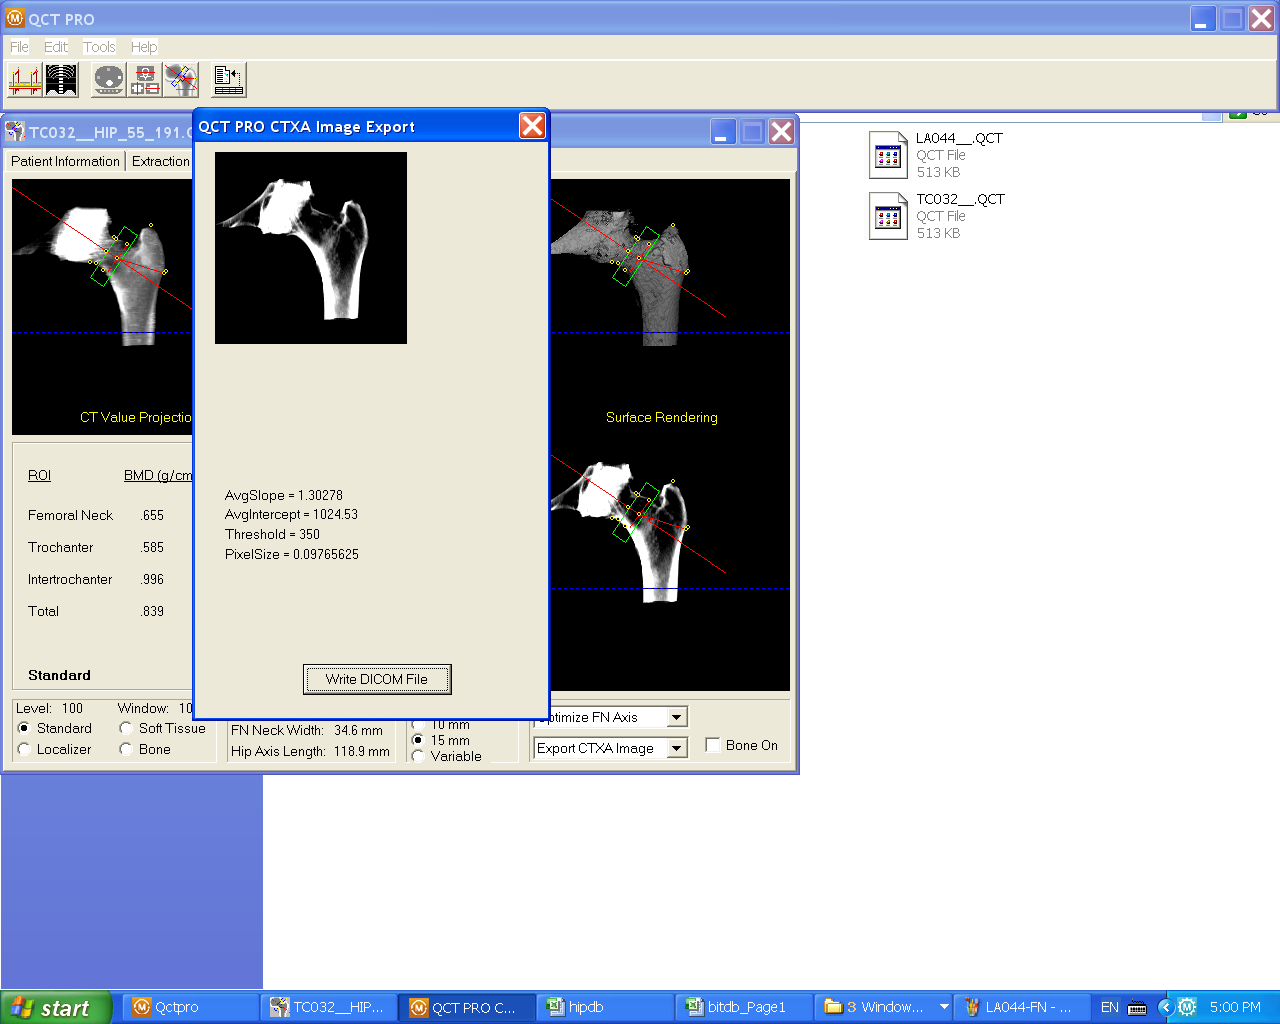 QCT PRO
File Edit Tools Help
QCT PRO CTXA Image Export
TC032__HIP_55_191.
Patient Information
Extraction
LA044__.QCT
QCT File
513 KB
TC032__.QCT
QCT File
513 KB
CT Value Projectio
Surface Rendering
ROI BMD (g/cm
Femoral Neck .655
Trochanter .585
Intertrochanter .996
Total .839
Standard
AvgSlope = 1.30278
AvgIntercept = 1024.53
Threshold = 350
PixelSize = 0.09765625
Write DICOM File
Level: 100 Window: 10
Standard Soft Tissue
Localizer Bone
FN Neck Width: 34.6 mm
Hip Axis Length: 118.9 mm
10 mm
15 mm
Variable
ptimize FN Axis
Export CTXA Image
Bone On
start
Qctpro
TC032__HIP...
QCT PRO C...
hipdb
bitdb_Page1
3 Window...
LA044-FN - ...
EN
5:00 PM